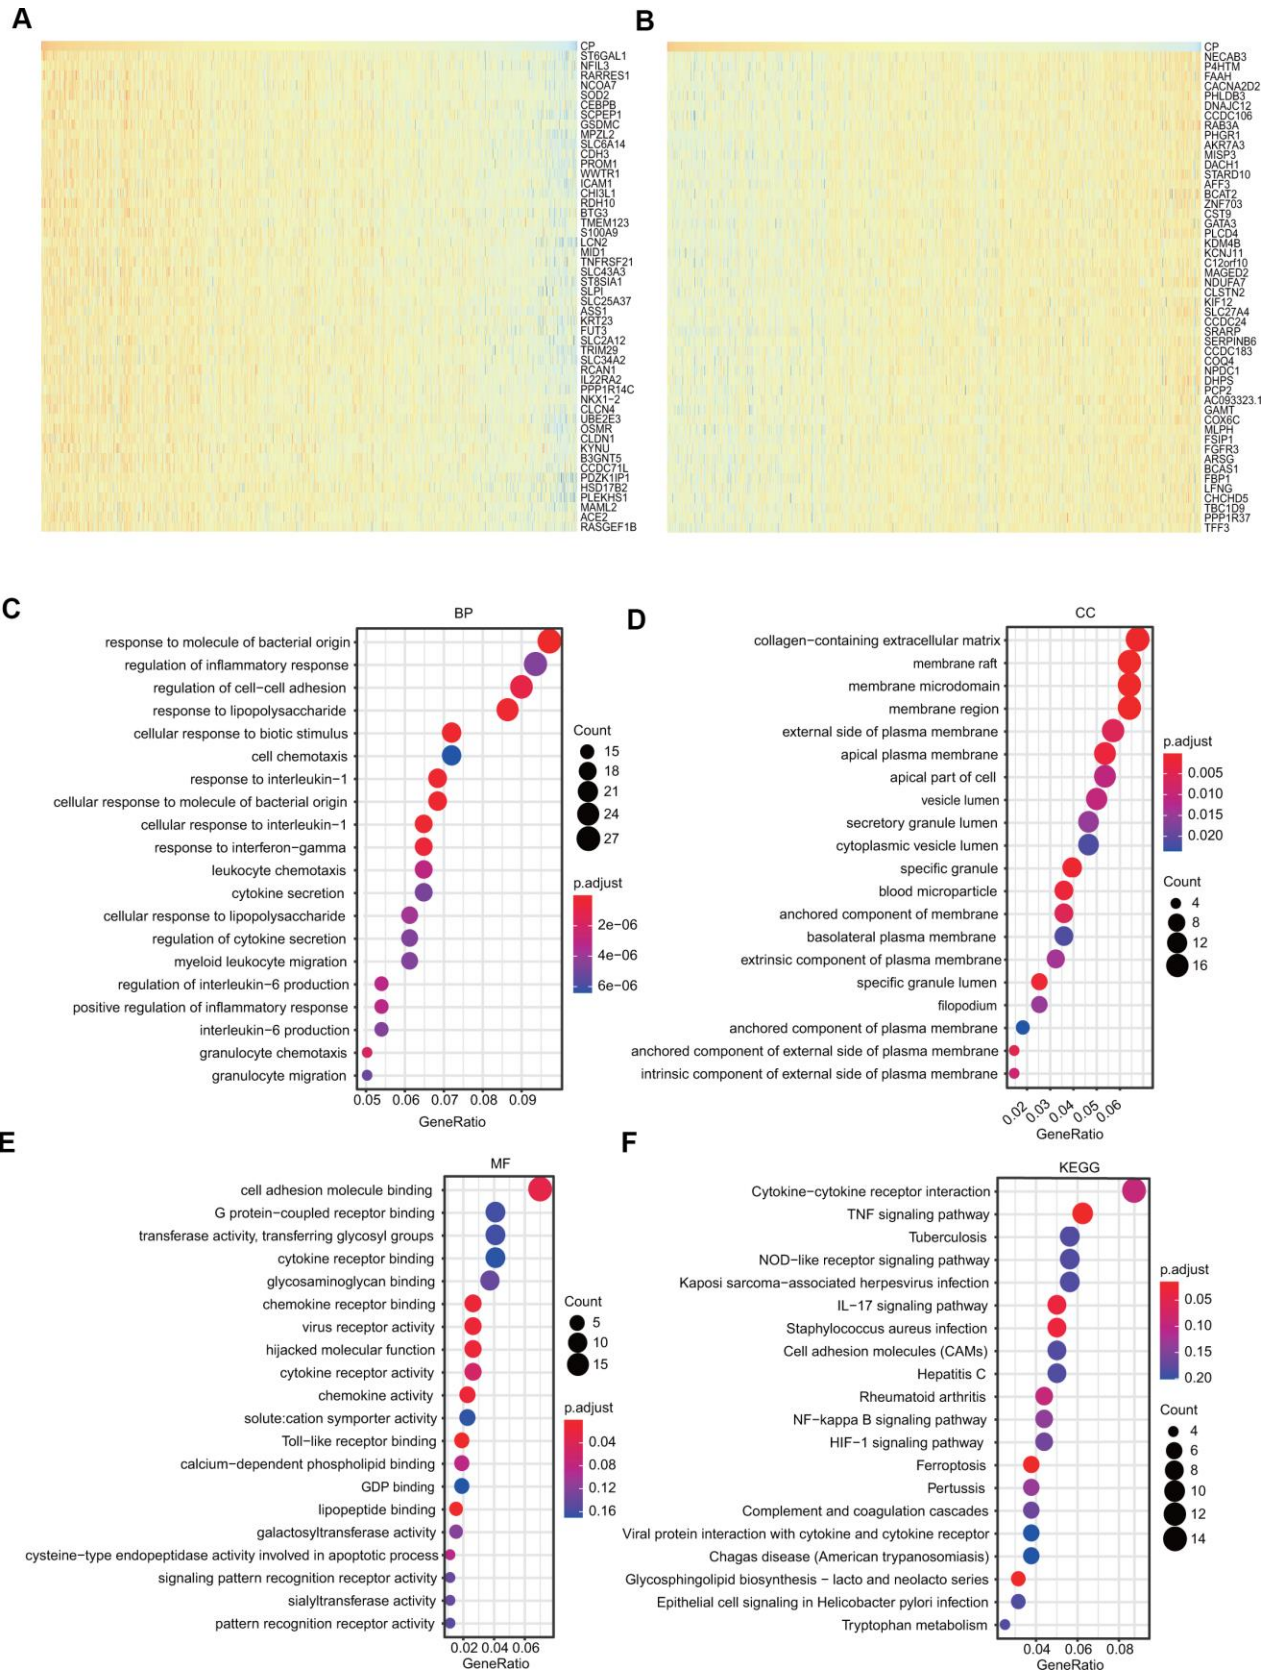 A
CP
ST6GAL1
NFIL3
RARRES1
NCOA7
SOD2
CEBPB
SCPEP1
GSDMC
MPZL2
SLC6A14
CDH3
PROM1
WWTR1
ICAM1
CHI3L1
RDH10
BTG3
TMEM123
S100A9
LCN2
MID1
TNFRSF21
SLC43A3
ST8SIA1
SLPI
SLC25A37
ASS1
KRT23
FUT3
SLC2A12
TRIM29
SLC34A2
RCAN1
IL22RA2
PPP1R14C
NKX1-2
CLCN4
UBE2E3
OSMR
CLDN1
KYNU
B3GNT5
CCDC71L
PDZK1IP1
HSD17B2
PLEKHS1
MAML2
ACE2
RASGEF1B
B
CP
NECAB3
P4HTM
FAAH
CACNA2D2
PHLDB3
DNAJC12
CCDC106
RAB3A
PHGR1
AKR7A3
MISP3
DACH1
STARD10
AFF3
BCAT2
ZNF703
CST9
GATA3
PLCD4
KDM4B
KCNJ11
C12orf10
MAGED2
NDUFA7
CLSTN2
KIF12
SLC27A4
CCDC24
SRARP
SERPINB6
CCDC183
COQ4
NPDC1
DHPS
PCP2
AC093323.1
GAMT
COX6C
MLPH
FSIP1
FGFR3
ARSG
BCAS1
FBP1
LFNG
CHCHD5
TBC1D9
PPP1R37
TFF3
C
BP
response to molecule of bacterial origin
regulation of inflammatory response
regulation of cell−cell adhesion
response to lipopolysaccharide
cellular response to biotic stimulus
cell chemotaxis
response to interleukin−1
cellular response to molecule of bacterial origin
cellular response to interleukin−1
response to interferon−gamma
leukocyte chemotaxis
cytokine secretion
cellular response to lipopolysaccharide
regulation of cytokine secretion
myeloid leukocyte migration
regulation of interleukin−6 production
positive regulation of inflammatory response
interleukin−6 production
granulocyte chemotaxis
granulocyte migration
0.05 0.06 0.07 0.08 0.09
GeneRatio
Count
15
18
21
24
27
p.adjust
2e−06
4e−06
6e−06
D
CC
collagen−containing extracellular matrix
membrane raft
membrane microdomain
membrane region
external side of plasma membrane
apical plasma membrane
apical part of cell
vesicle lumen
secretory granule lumen
cytoplasmic vesicle lumen
specific granule
blood microparticle
anchored component of membrane
basolateral plasma membrane
extrinsic component of plasma membrane
specific granule lumen
filopodium
anchored component of plasma membrane
anchored component of external side of plasma membrane
intrinsic component of external side of plasma membrane
0.02 0.03 0.04 0.05 0.06
GeneRatio
p.adjust
0.005
0.010
0.015
0.020
Count
4
8
12
16
E
MF
cell adhesion molecule binding
G protein−coupled receptor binding
transferase activity, transferring glycosyl groups
cytokine receptor binding
glycosaminoglycan binding
chemokine receptor binding
virus receptor activity
hijacked molecular function
cytokine receptor activity
chemokine activity
solute:cation symporter activity
Toll−like receptor binding
calcium−dependent phospholipid binding
GDP binding
lipopeptide binding
galactosyltransferase activity
cysteine−type endopeptidase activity involved in apoptotic process
signaling pattern recognition receptor activity
sialyltransferase activity
pattern recognition receptor activity
0.02 0.04 0.06
GeneRatio
Count
5
10
15
p.adjust
0.04
0.08
0.12
0.16
F
KEGG
Cytokine−cytokine receptor interaction
TNF signaling pathway
Tuberculosis
NOD−like receptor signaling pathway
Kaposi sarcoma−associated herpesvirus infection
IL−17 signaling pathway
Staphylococcus aureus infection
Cell adhesion molecules (CAMs)
Hepatitis C
Rheumatoid arthritis
NF−kappa B signaling pathway
HIF−1 signaling pathway
Ferroptosis
Pertussis
Complement and coagulation cascades
Viral protein interaction with cytokine and cytokine receptor
Chagas disease (American trypanosomiasis)
Glycosphingolipid biosynthesis − lacto and neolacto series
Epithelial cell signaling in Helicobacter pylori infection
Tryptophan metabolism
0.04 0.06 0.08
GeneRatio
p.adjust
0.05
0.10
0.15
0.20
Count
4
6
8
10
12
14